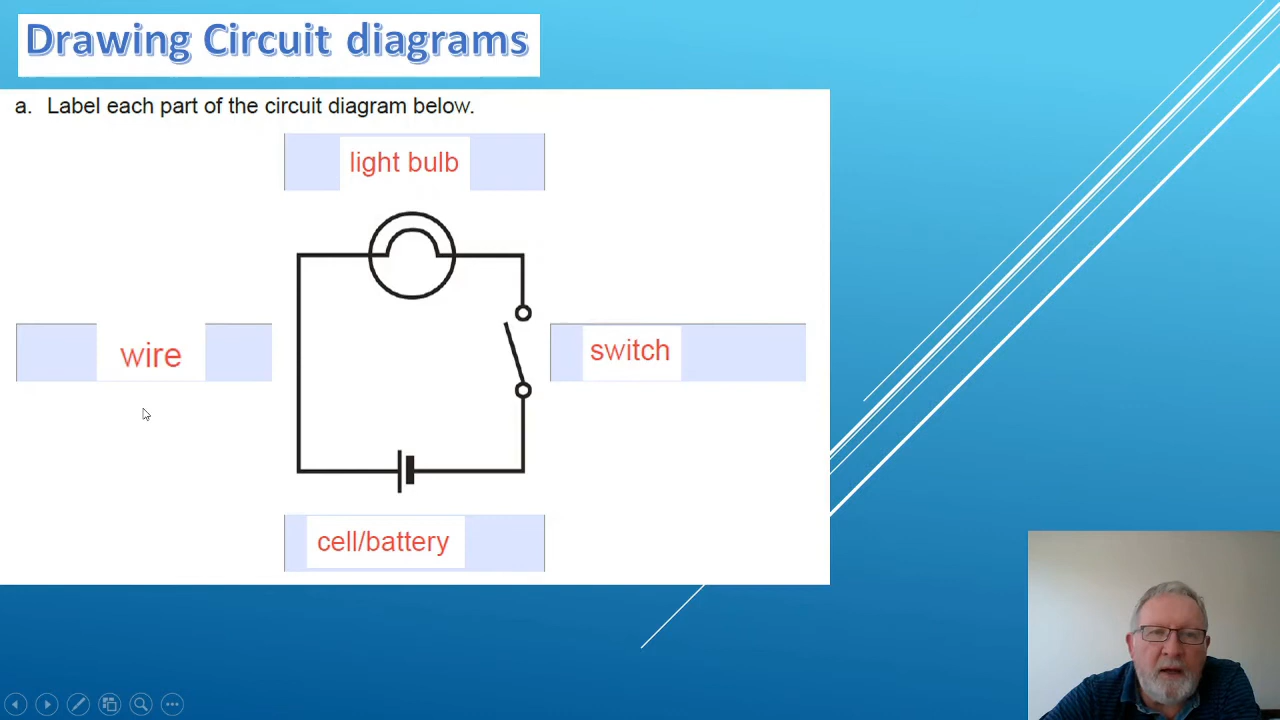 Drawing Circuit diagrams
a. Label each part of the circuit diagram below.
light bulb
wire
switch
cell/battery